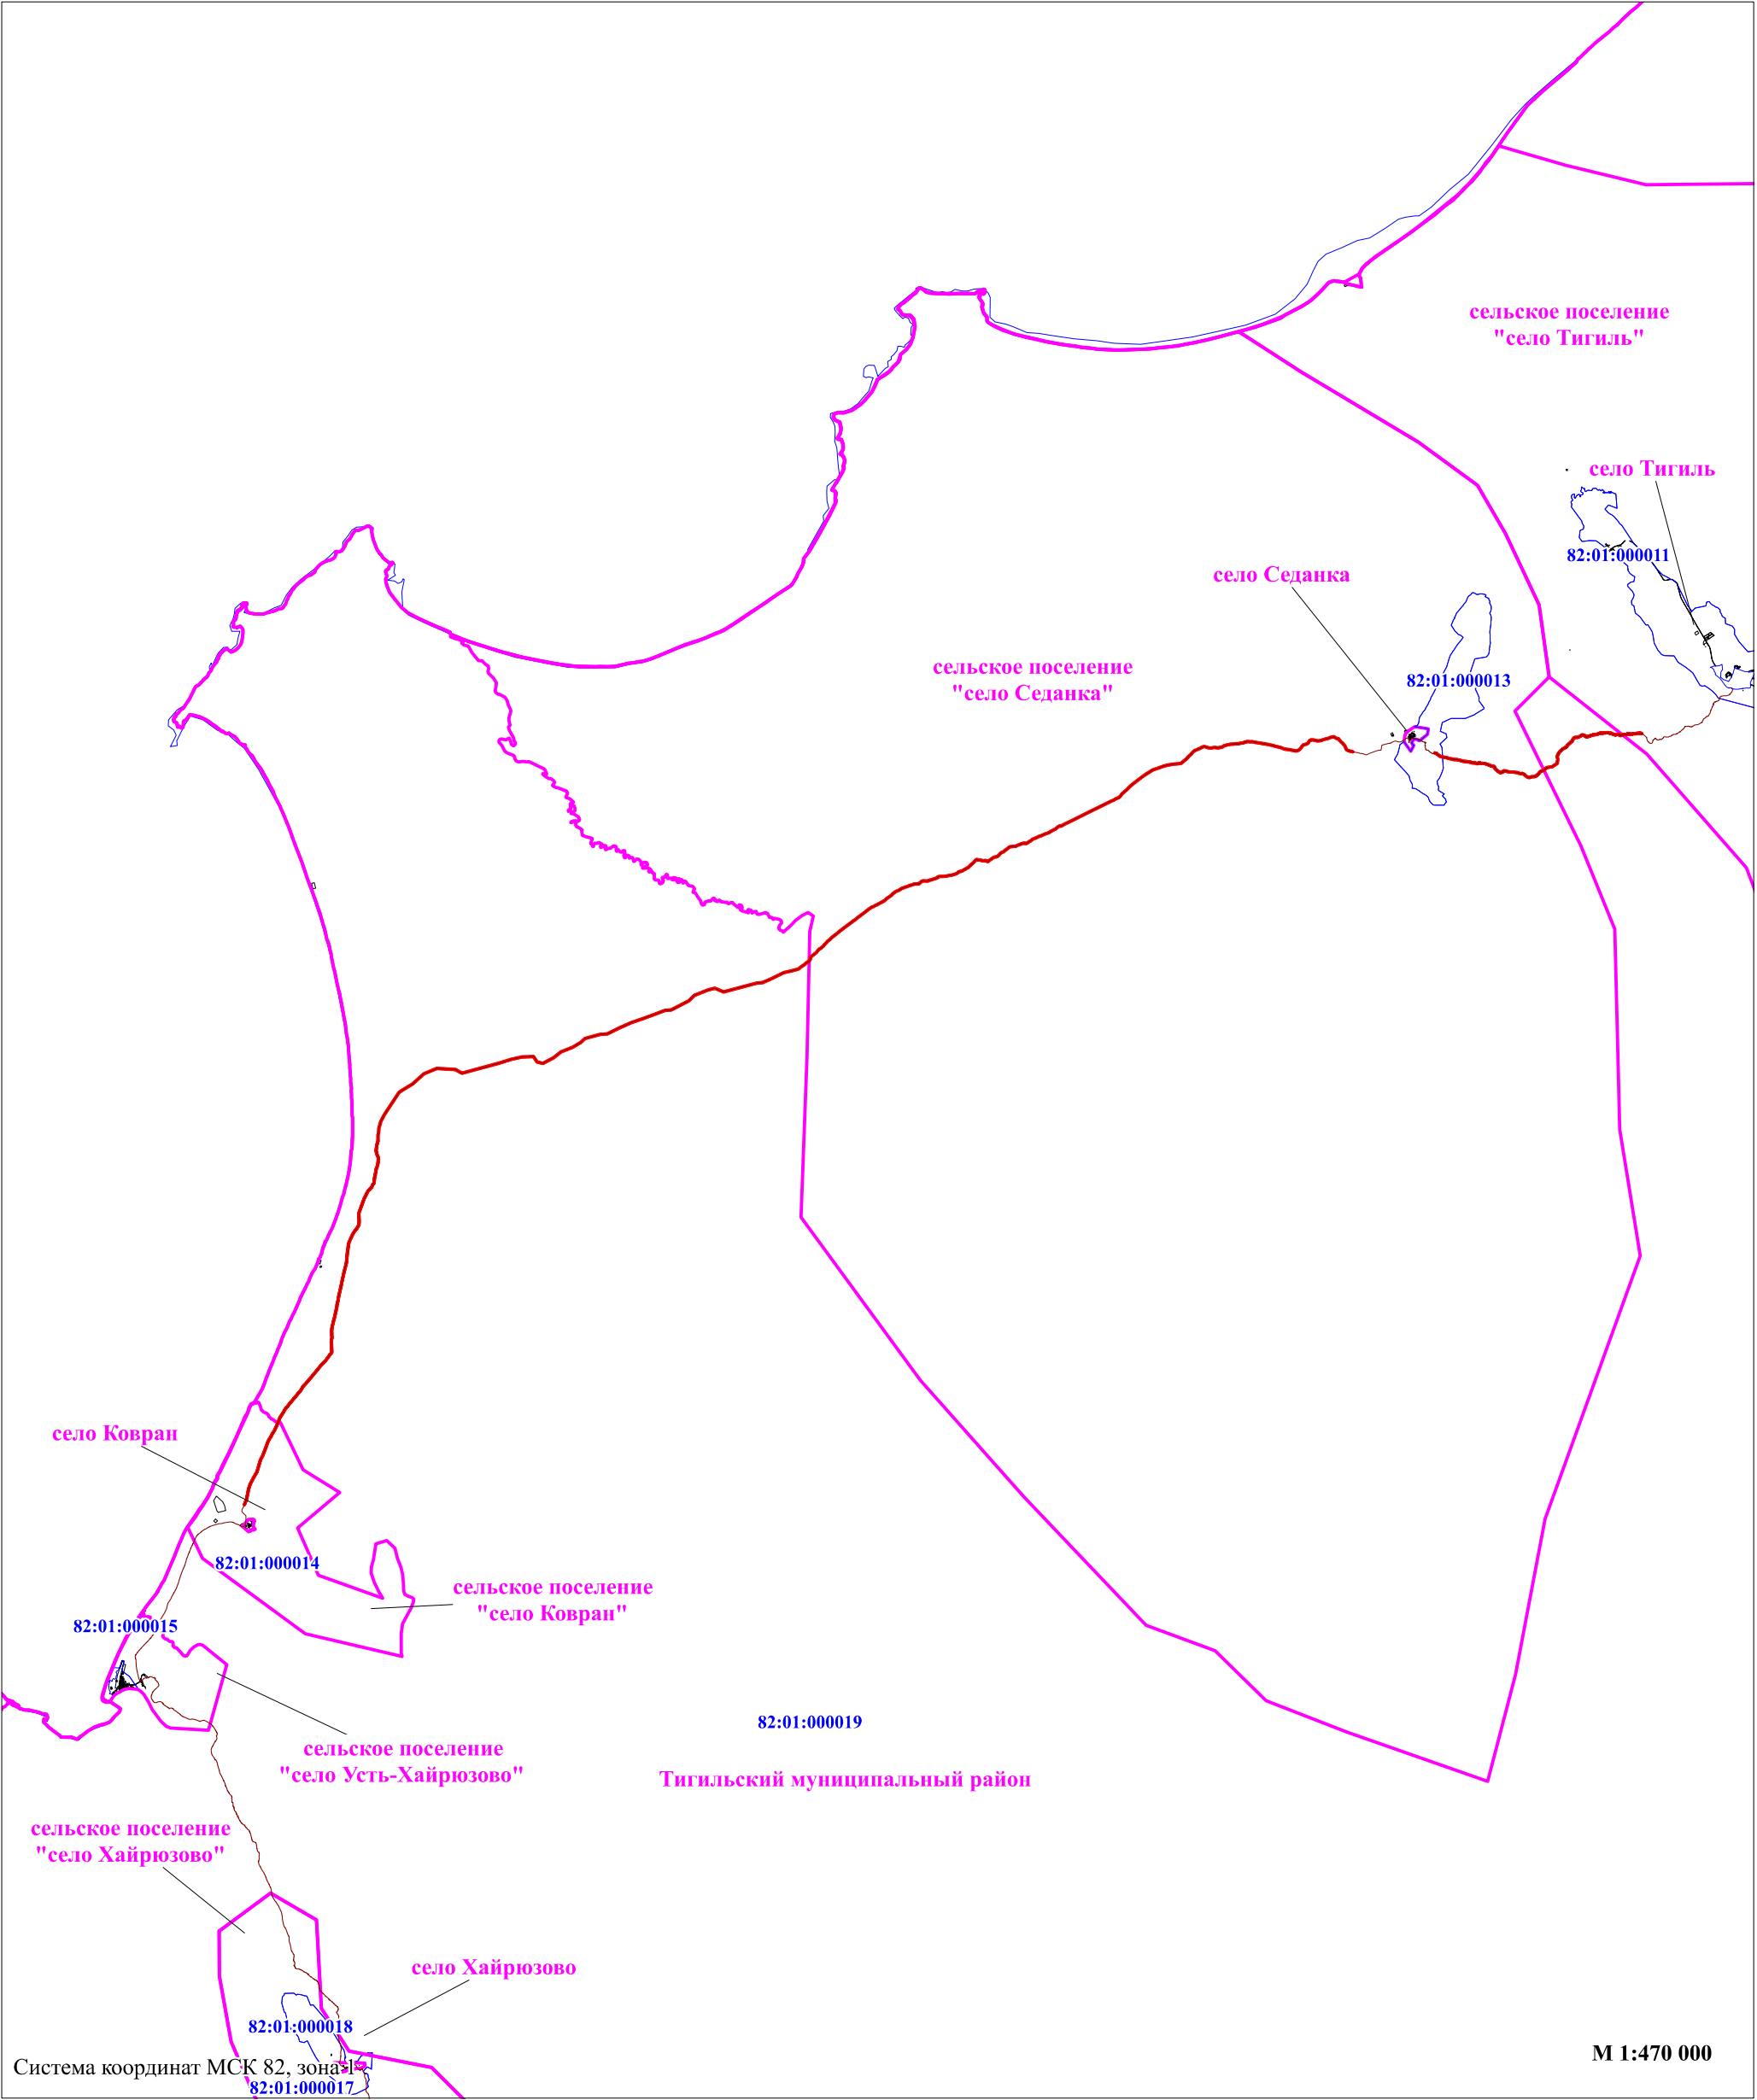 сельское поселение
"село Тигиль"
село Тигиль
82:01:000011
село Седанка
сельское поселение
"село Седанка"
82:01:000013
село Ковран
82:01:000014
сельское поселение
"село Ковран"
82:01:000015
82:01:000019
сельское поселение
"село Усть-Хайрюзово"
Тигильский муниципальный район
сельское поселение
"село Хайрюзово"
село Хайрюзово
82:01:000018
Система координат МСК 82, зона 1
М 1:470 000
82:01:000017